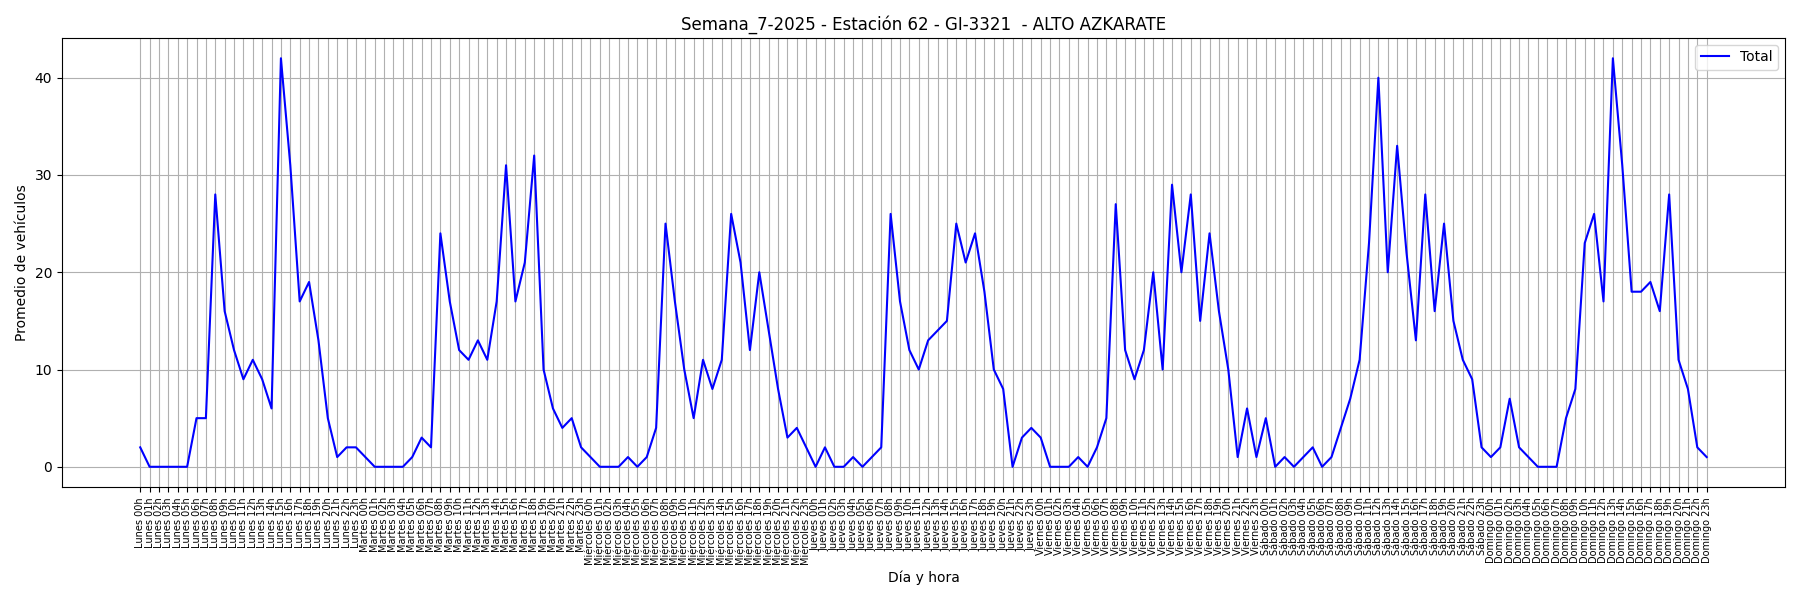 Semana_7-2025 - Estación 62 - GI-3321 - ALTO AZKARATE
Total
Promedio de vehículos
40
30
20
10
0
Lunes 00h
Lunes 01h
Lunes 02h
Lunes 03h
Lunes 04h
Lunes 05h
Lunes 06h
Lunes 07h
Lunes 08h
Lunes 09h
Lunes 10h
Lunes 11h
Lunes 12h
Lunes 13h
Lunes 14h
Lunes 15h
Lunes 16h
Lunes 17h
Lunes 18h
Lunes 19h
Lunes 20h
Lunes 21h
Lunes 22h
Lunes 23h
Martes 00h
Martes 01h
Martes 02h
Martes 03h
Martes 04h
Martes 05h
Martes 06h
Martes 07h
Martes 08h
Martes 09h
Martes 10h
Martes 11h
Martes 12h
Martes 13h
Martes 14h
Martes 15h
Martes 16h
Martes 17h
Martes 18h
Martes 19h
Martes 20h
Martes 21h
Martes 22h
Martes 23h
Miércoles 00h
Miércoles 01h
Miércoles 02h
Miércoles 03h
Miércoles 04h
Miércoles 05h
Miércoles 06h
Miércoles 07h
Miércoles 08h
Miércoles 09h
Miércoles 10h
Miércoles 11h
Miércoles 12h
Miércoles 13h
Miércoles 14h
Miércoles 15h
Miércoles 16h
Miércoles 17h
Miércoles 18h
Miércoles 19h
Miércoles 20h
Miércoles 21h
Miércoles 22h
Miércoles 23h
Jueves 00h
Jueves 01h
Jueves 02h
Jueves 03h
Jueves 04h
Jueves 05h
Jueves 06h
Jueves 07h
Jueves 08h
Jueves 09h
Jueves 10h
Jueves 11h
Jueves 12h
Jueves 13h
Jueves 14h
Jueves 15h
Jueves 16h
Jueves 17h
Jueves 18h
Jueves 19h
Jueves 20h
Jueves 21h
Jueves 22h
Jueves 23h
Viernes 00h
Viernes 01h
Viernes 02h
Viernes 03h
Viernes 04h
Viernes 05h
Viernes 06h
Viernes 07h
Viernes 08h
Viernes 09h
Viernes 10h
Viernes 11h
Viernes 12h
Viernes 13h
Viernes 14h
Viernes 15h
Viernes 16h
Viernes 17h
Viernes 18h
Viernes 19h
Viernes 20h
Viernes 21h
Viernes 22h
Viernes 23h
Sábado 00h
Sábado 01h
Sábado 02h
Sábado 03h
Sábado 04h
Sábado 05h
Sábado 06h
Sábado 07h
Sábado 08h
Sábado 09h
Sábado 10h
Sábado 11h
Sábado 12h
Sábado 13h
Sábado 14h
Sábado 15h
Sábado 16h
Sábado 17h
Sábado 18h
Sábado 19h
Sábado 20h
Sábado 21h
Sábado 22h
Sábado 23h
Domingo 00h
Domingo 01h
Domingo 02h
Domingo 03h
Domingo 04h
Domingo 05h
Domingo 06h
Domingo 07h
Domingo 08h
Domingo 09h
Domingo 10h
Domingo 11h
Domingo 12h
Domingo 13h
Domingo 14h
Domingo 15h
Domingo 16h
Domingo 17h
Domingo 18h
Domingo 19h
Domingo 20h
Domingo 21h
Domingo 22h
Domingo 23h
Día y hora